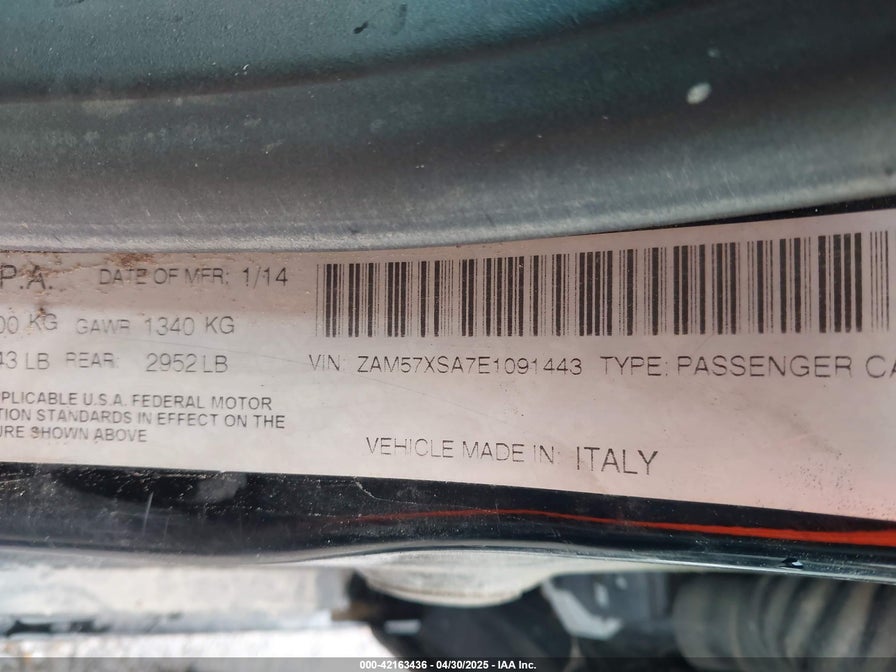 P.A. DATE OF MFR: 1/14
00 KG GAWR 1340 KG
43 LB REAR: 2952 LB
PLICABLE U.S.A. FEDERAL MOTOR
TION STANDARDS IN EFFECT ON THE
URE SHOWN ABOVE
VIN: ZAM57XSA7E1091443 TYPE: PASSENGER CA
VEHICLE MADE IN: ITALY
000-42163436 - 04/30/2025 - IAA Inc.